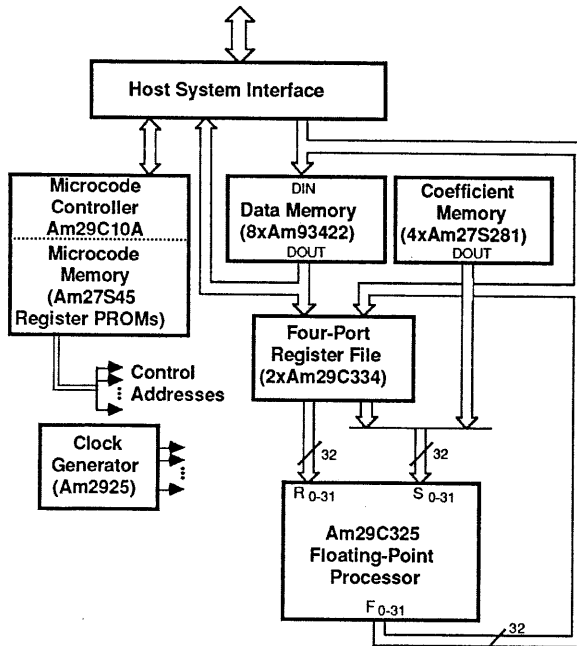 Host System Interface
Microcode
Controller
Am29C10A
Microcode
Memory
(Am27S45
Register PROMs)
DIN
Data Memory
(8xAm93422)
DOUT
Coefficient
Memory
(4xAm27S281)
DOUT
Four-Port
Register File
(2xAm29C334)
Control
Addresses
Clock
Generator
(Am2925)
32
32
R 0-31
S 0-31
Am29C325
Floating-Point
Processor
F 0-31
32